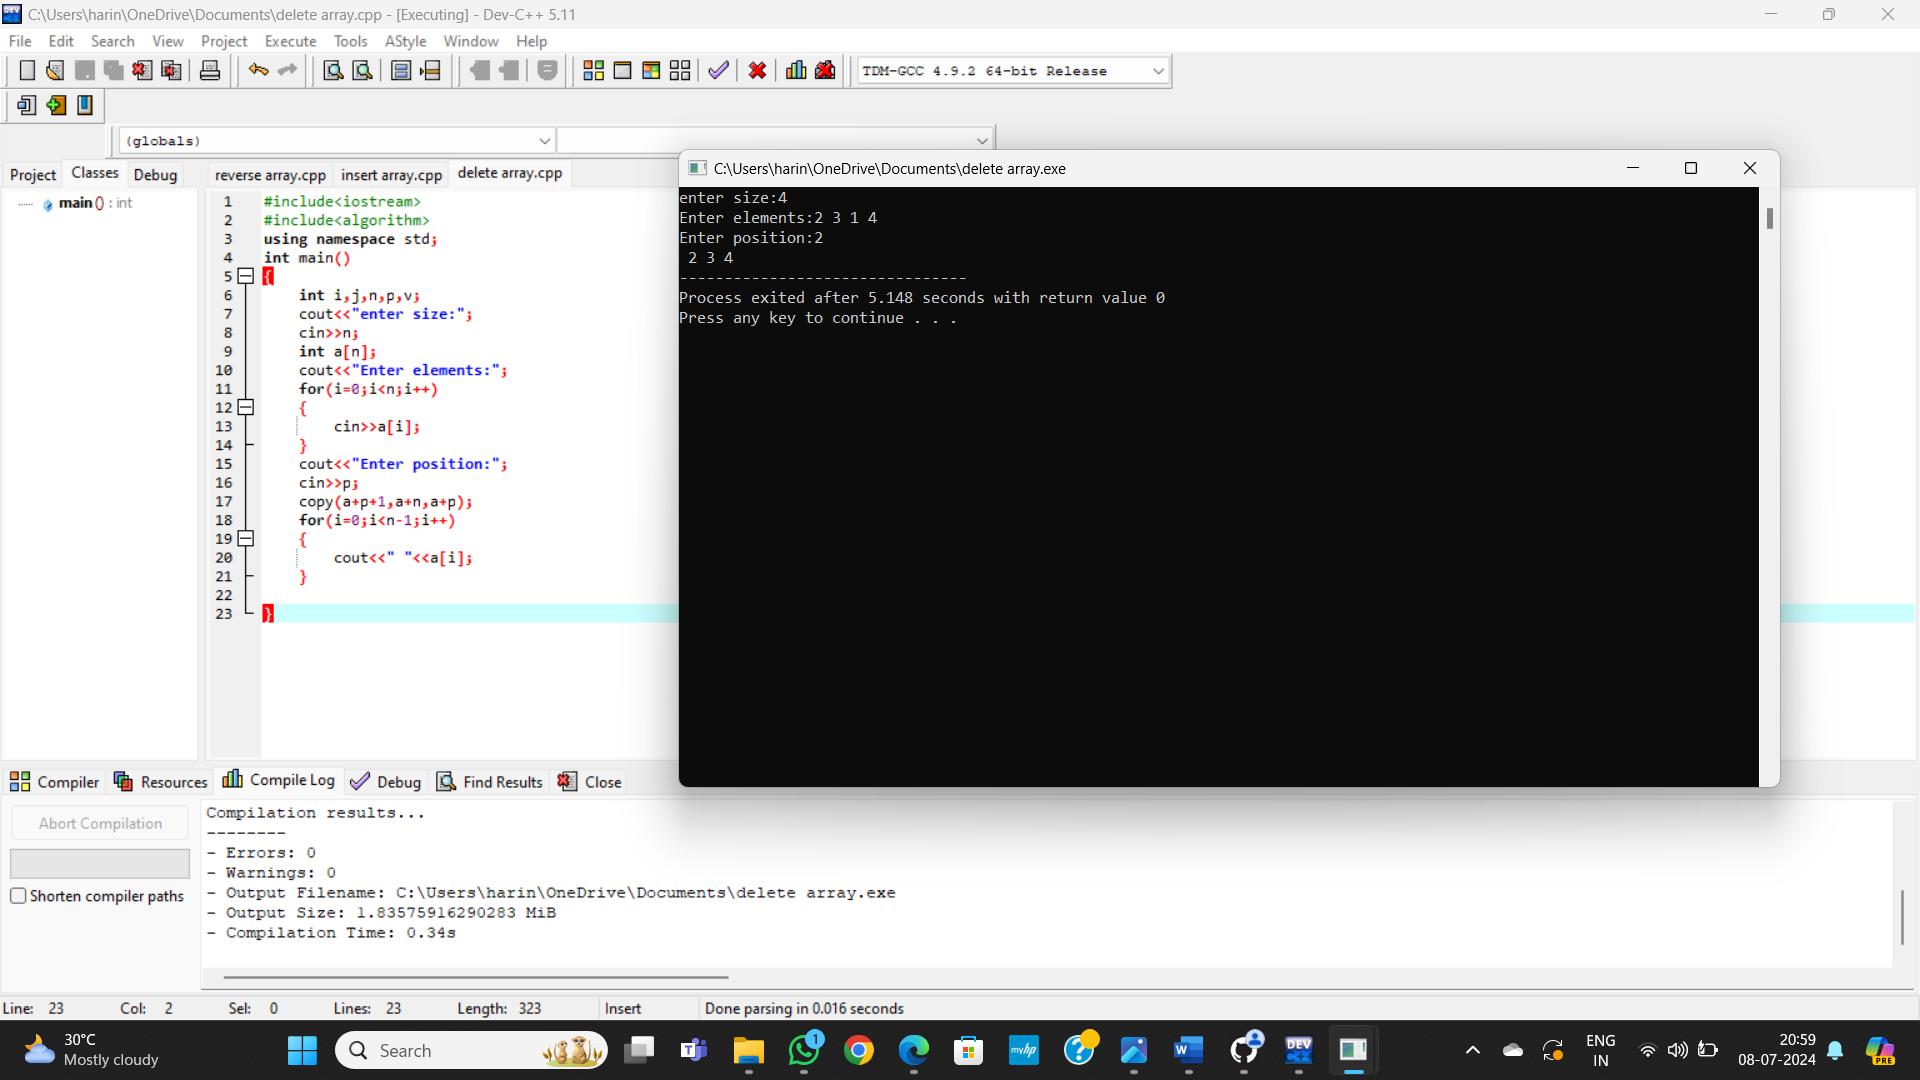 C:\Users\harin\OneDrive\Documents\delete array.cpp - [Executing] - Dev-C++ 5.11
File Edit Search View Project Execute Tools AStyle Window Help
TDM-GCC 4.9.2 64-bit Release
(globals)
Project Classes Debug
reverse array.cpp insert array.cpp delete array.cpp
main () : int
1 #include<iostream>
2 #include<algorithm>
3 using namespace std;
4 int main()
5 {
6 int i,j,n,p,v;
7 cout<<"enter size:";
8 cin>>n;
9 int a[n];
10 cout<<"Enter elements:";
11 for(i=0;i<n;i++)
12 {
13 cin>>a[i];
14 }
15 cout<<"Enter position:";
16 cin>>p;
17 copy(a+p+1,a+n,a+p);
18 for(i=0;i<n-1;i++)
19 {
20 cout<<" "<<a[i];
21 }
22
23 }
C:\Users\harin\OneDrive\Documents\delete array.exe
enter size:4
Enter elements:2 3 1 4
Enter position:2
 2 3 4
--------------------------------
Process exited after 5.148 seconds with return value 0
Press any key to continue . . .
Compiler Resources Compile Log Debug Find Results Close
Abort Compilation
Shorten compiler paths
Compilation results...
--------
- Errors: 0
- Warnings: 0
- Output Filename: C:\Users\harin\OneDrive\Documents\delete array.exe
- Output Size: 1.83575916290283 MiB
- Compilation Time: 0.34s
Line: 23 Col: 2 Sel: 0 Lines: 23 Length: 323 Insert Done parsing in 0.016 seconds
30°C
Mostly cloudy
Search
myhp
1
DEV
C++
PRE
ENG
IN
20:59
08-07-2024